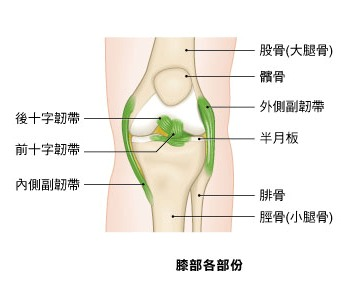 股骨(大腿骨)
髕骨
外側副韌帶
半月板
腓骨
脛骨(小腿骨)
後十字韌帶
前十字韌帶
內側副韌帶
膝部各部份